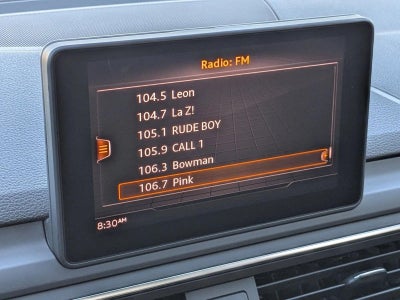 Radio: FM
104.5 Leon
104.7 La Z!
105.1 RUDE BOY
105.9 CALL 1
106.3 Bowman
106.7 Pink
8:30AM